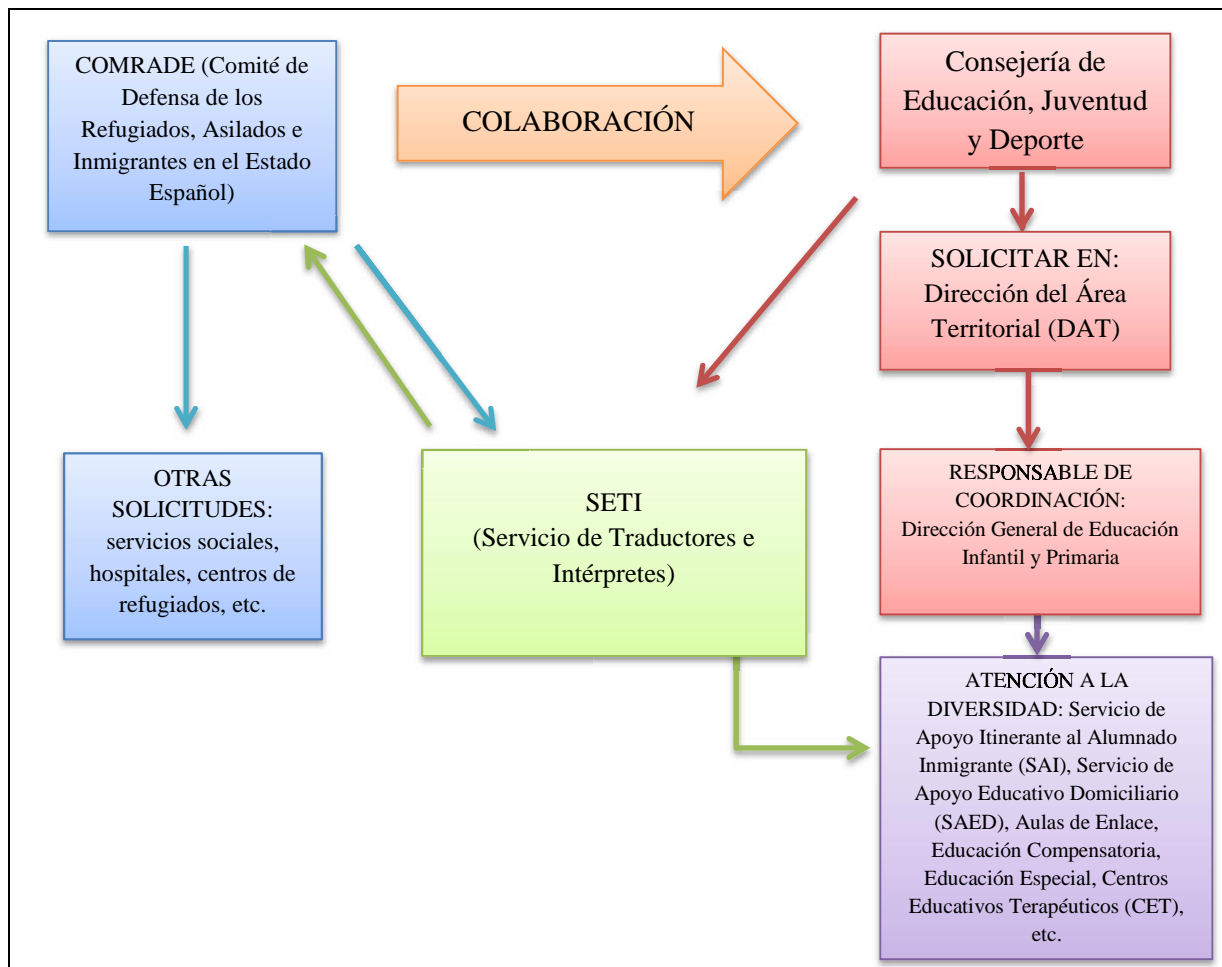 COMRADE (Comité de
Defensa de los
Refugiados, Asilados e
Inmigrantes en el Estado
Español)
COLABORACIÓN
Consejería de
Educación, Juventud
y Deporte
SOLICITAR EN:
Dirección del Área
Territorial (DAT)
OTRAS
SOLICITUDES:
servicios sociales,
hospitales, centros de
refugiados, etc.
SETI
(Servicio de Traductores e
Intérpretes)
RESPONSABLE DE
COORDINACIÓN:
Dirección General de Educación
Infantil y Primaria
ATENCIÓN A LA
DIVERSIDAD: Servicio de
Apoyo Itinerante al Alumnado
Inmigrante (SAI), Servicio de
Apoyo Educativo Domiciliario
(SAED), Aulas de Enlace,
Educación Compensatoria,
Educación Especial, Centros
Educativos Terapéuticos (CET),
etc.